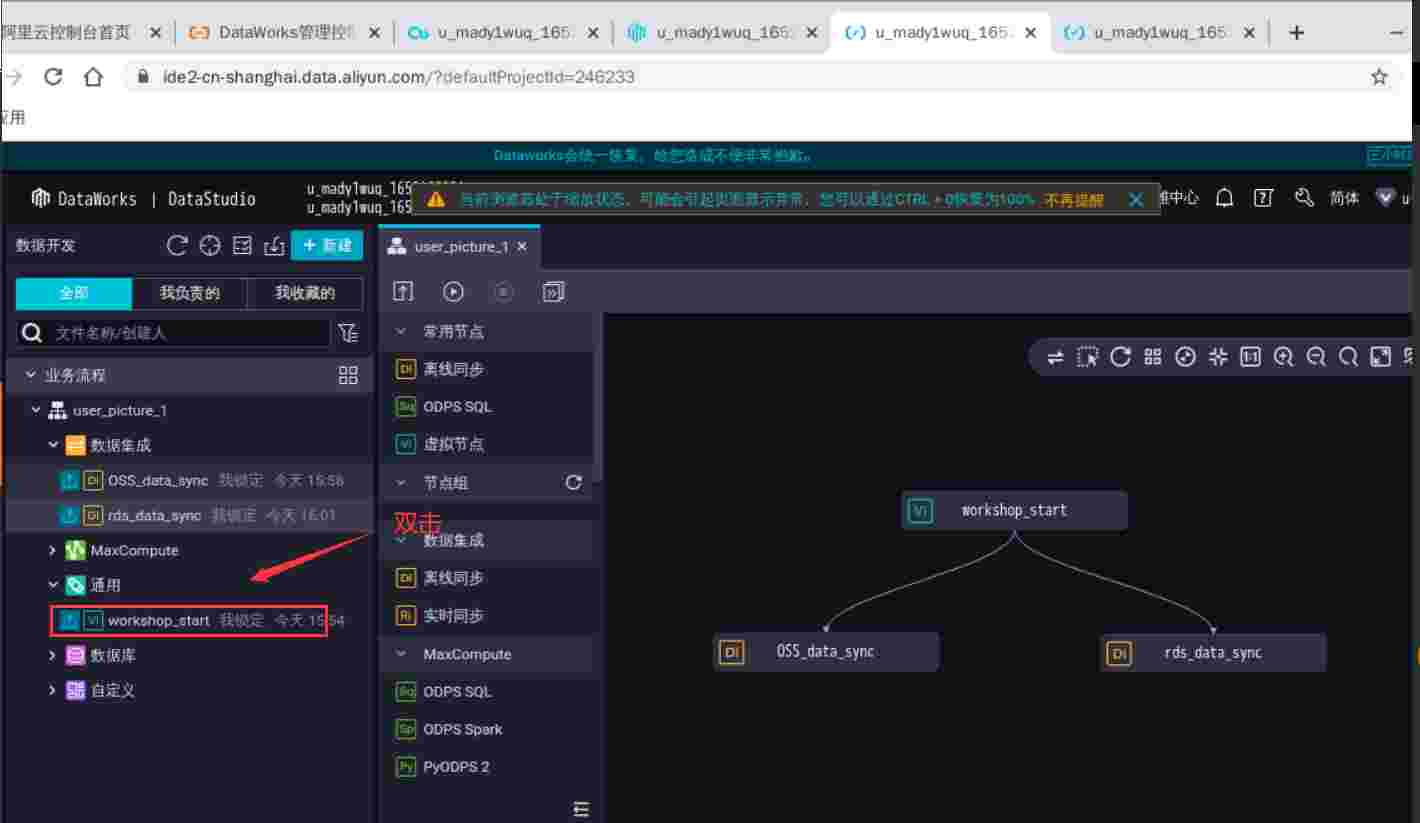 阿里云控制台首页
DataWorks管理控制
u_mady1wuq_165
u_mady1wuq_165
u_mady1wuq_165
u_mady1wuq_165
ide2-cn-shanghai.data.aliyun.com/?defaultProjectId=246233
应用
Dataworks会统一恢复，给您造成不便非常抱歉。
DataWorks | DataStudio
u_mady1wuq_165
u_mady1wuq_165
当前浏览器处于缩放状态，可能会引起页面显示异常，您可以通过CTRL + 0恢复为100% 不再提醒
维中心
简体
数据开发
+ 新建
user_picture_1
全部
我负责的
我收藏的
文件名称/创建人
业务流程
user_picture_1
数据集成
DI OSS_data_sync 我锁定 今天 15:58
DI rds_data_sync 我锁定 今天 16:01
MaxCompute
通用
VI workshop_start 我锁定 今天 15:54
数据库
自定义
常用节点
DI 离线同步
Sq ODPS SQL
VI 虚拟节点
节点组
双击
数据集成
DI 离线同步
Ri 实时同步
MaxCompute
Sq ODPS SQL
Sp ODPS Spark
Py PyODPS 2
1:1
VI workshop_start
DI OSS_data_sync
DI rds_data_sync